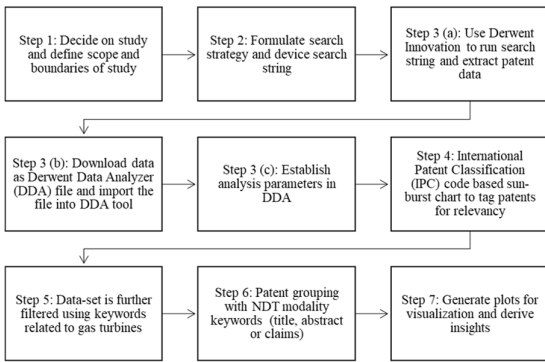 Step 1: Decide on study
and define scope and
boundaries of study
Step 2: Formulate search
strategy and device search
string
Step 3 (a): Use Derwent
Innovation to run search
string and extract patent
data
Step 3 (b): Download data
as Derwent Data Analyzer
(DDA) file and import the
file into DDA tool
Step 3 (c): Establish
analysis parameters in
DDA
Step 4: International
Patent Classification
(IPC) code based sun-
burst chart to tag patents
for relevancy
Step 5: Data-set is further
filtered using keywords
related to gas turbines
Step 6: Patent grouping
with NDT modality
keywords (title, abstract
or claims)
Step 7: Generate plots for
visualization and derive
insights